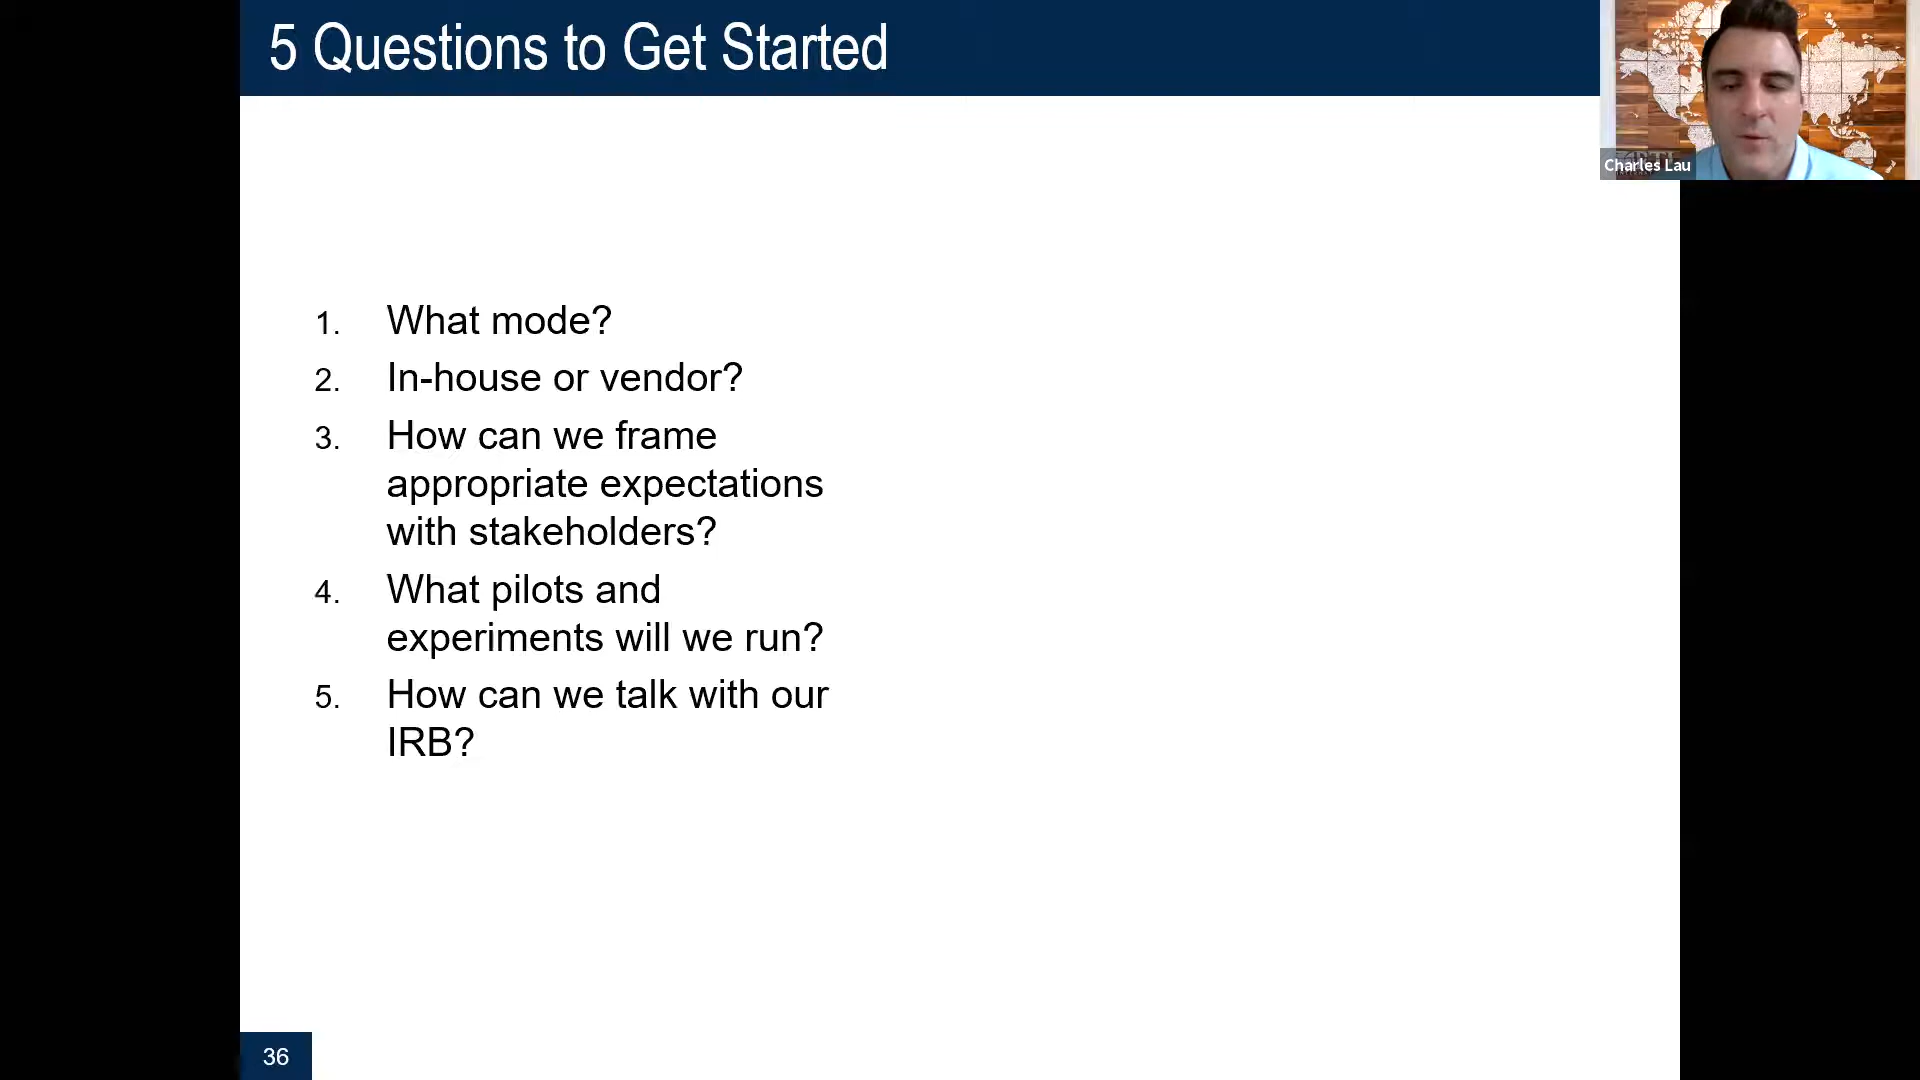 5 Questions to Get Started
Charles Lau
1. What mode?
2. In-house or vendor?
3. How can we frame
appropriate expectations
with stakeholders?
4. What pilots and
experiments will we run?
5. How can we talk with our
IRB?
36